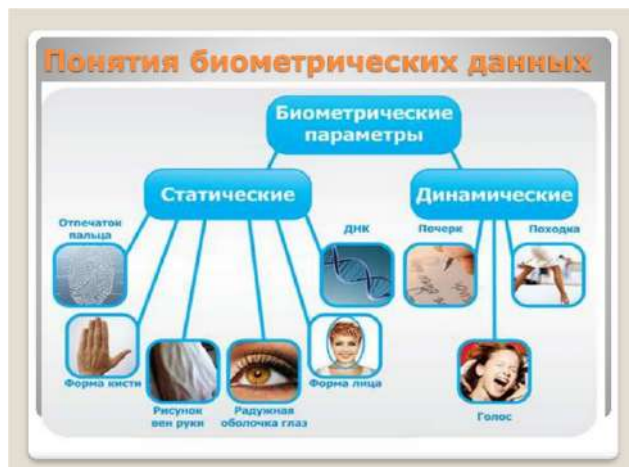 Понятия биометрических данных
Биометрические
параметры
Статические
Динамические
Отпечаток
пальца
ДНК
Почерк
Походка
Форма кисти
Рисунок
вен руки
Радужная
оболочка глаз
Форма лица
Голос